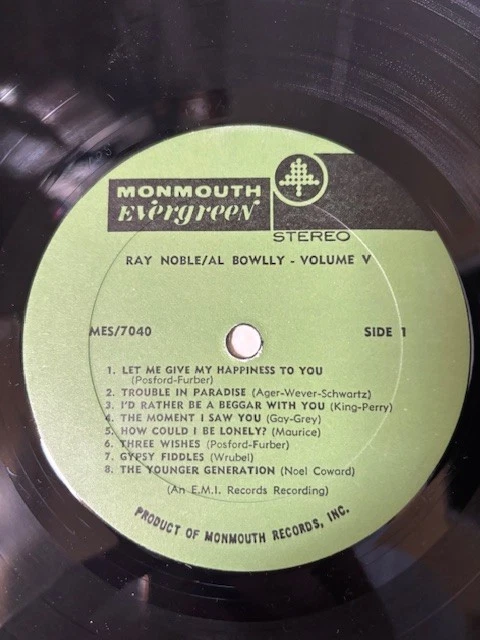 MONMOUTH
Evergreen
STEREO
RAY NOBLE/AL BOWLLY - VOLUME V
MES/7040 SIDE 1
1. LET ME GIVE MY HAPPINESS TO YOU
(Posford-Furber)
2. TROUBLE IN PARADISE (Ager-Wever-Schwartz)
3. I'D RATHER BE A BEGGAR WITH YOU (King-Perry)
4. THE MOMENT I SAW YOU (Gay-Grey)
5. HOW COULD I BE LONELY? (Maurice)
6. THREE WISHES (Posford-Furber)
7. GYPSY FIDDLES (Wrubel)
8. THE YOUNGER GENERATION (Noel Coward)
(An E.M.I. Records Recording)
PRODUCT OF MONMOUTH RECORDS, INC.